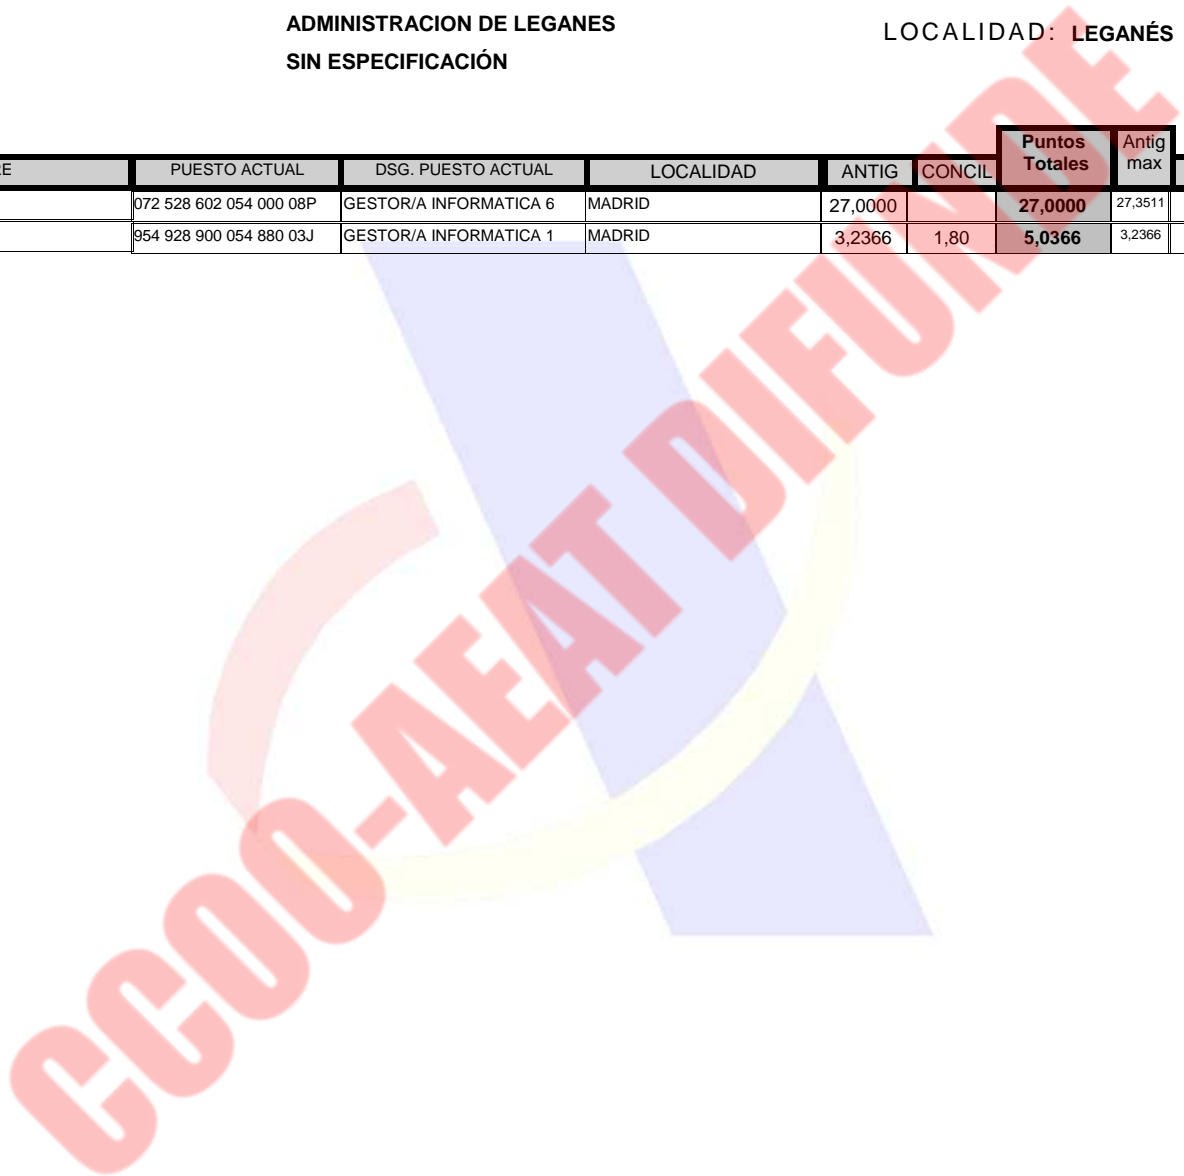 ADMINISTRACION DE LEGANES
LOCALIDAD: LEGANÉS
SIN ESPECIFICACIÓN
RE PUESTO ACTUAL DSG. PUESTO ACTUAL LOCALIDAD ANTIG CONCIL Puntos Totales Antig max
072 528 602 054 000 08P GESTOR/A INFORMATICA 6 MADRID 27,0000 27,0000 27,3511
954 928 900 054 880 03J GESTOR/A INFORMATICA 1 MADRID 3,2366 1,80 5,0366 3,2366
CCOO-AEAT DIFUNDE